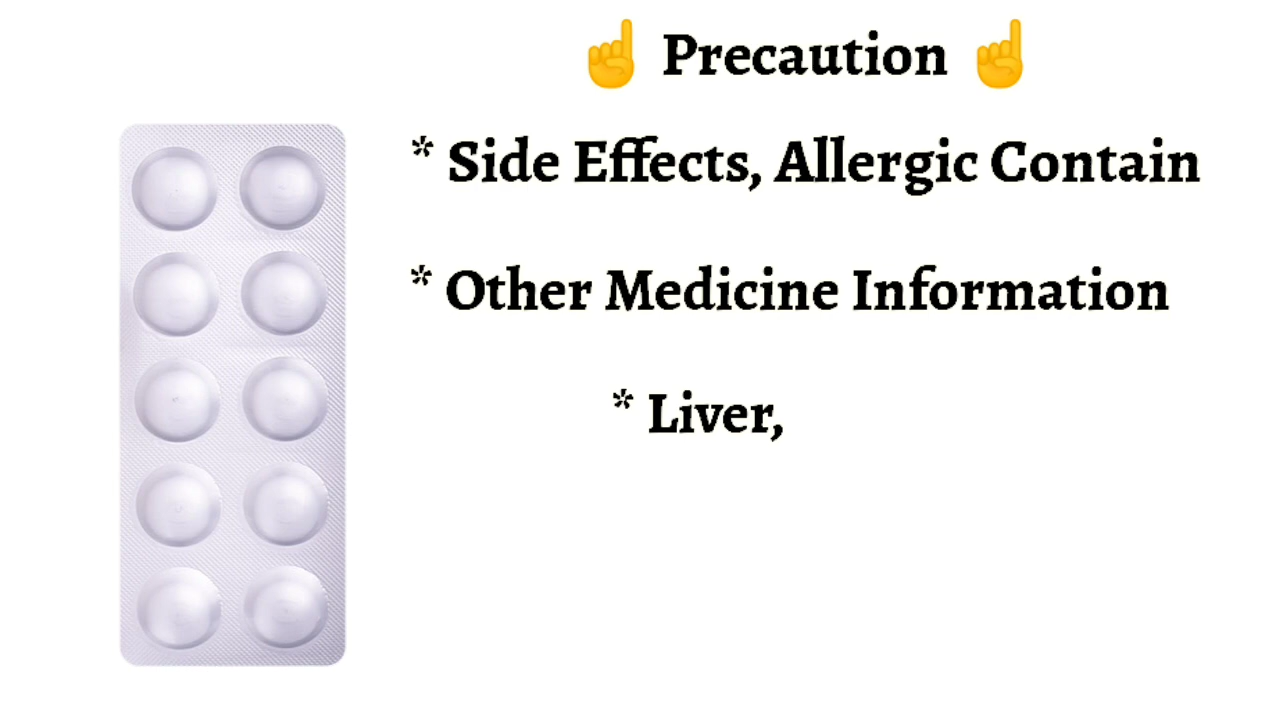 ☝ Precaution ☝
* Side Effects, Allergic Contain
* Other Medicine Information
* Liver,